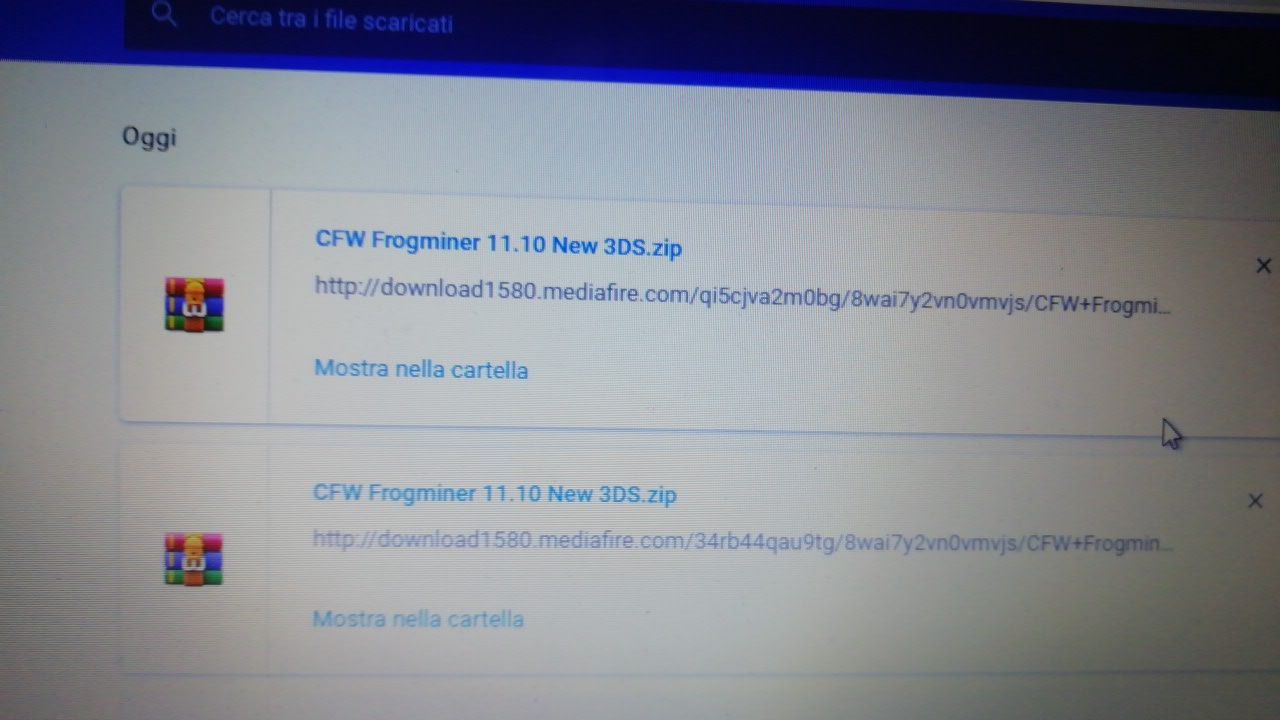 Cerca tra i file scaricati
Oggi
CFW Frogminer 11.10 New 3DS.zip
http://download1580.mediafire.com/qi5cjva2m0bg/8wai7y2vn0vmvjs/CFW+Frogmi...
Mostra nella cartella
CFW Frogminer 11.10 New 3DS.zip
http://download1580.mediafire.com/34rb44qau9tg/8wai7y2vn0vmvjs/CFW+Frogmin...
Mostra nella cartella